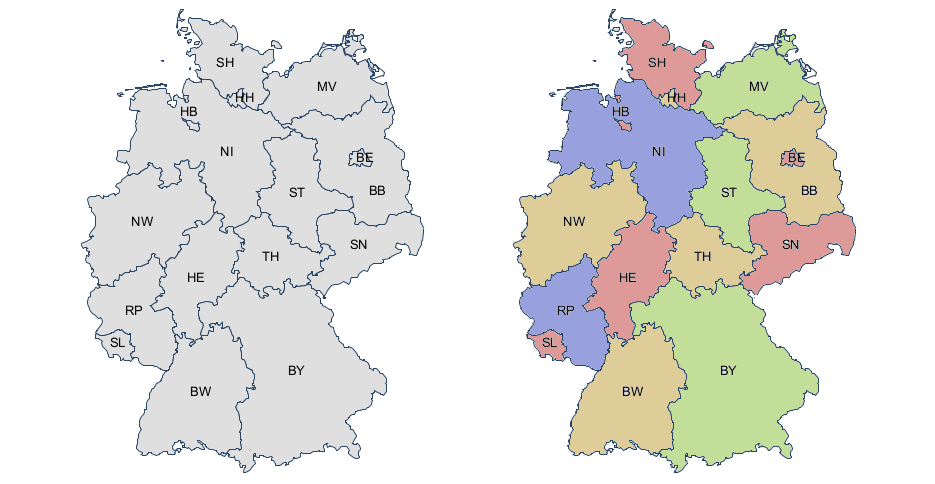 SH
MV
HH
HB
NI
BE
ST
BB
NW
SN
TH
HE
RP
SL
BW
BY
SH
MV
HH
HB
NI
BE
ST
BB
NW
SN
TH
HE
RP
SL
BW
BY